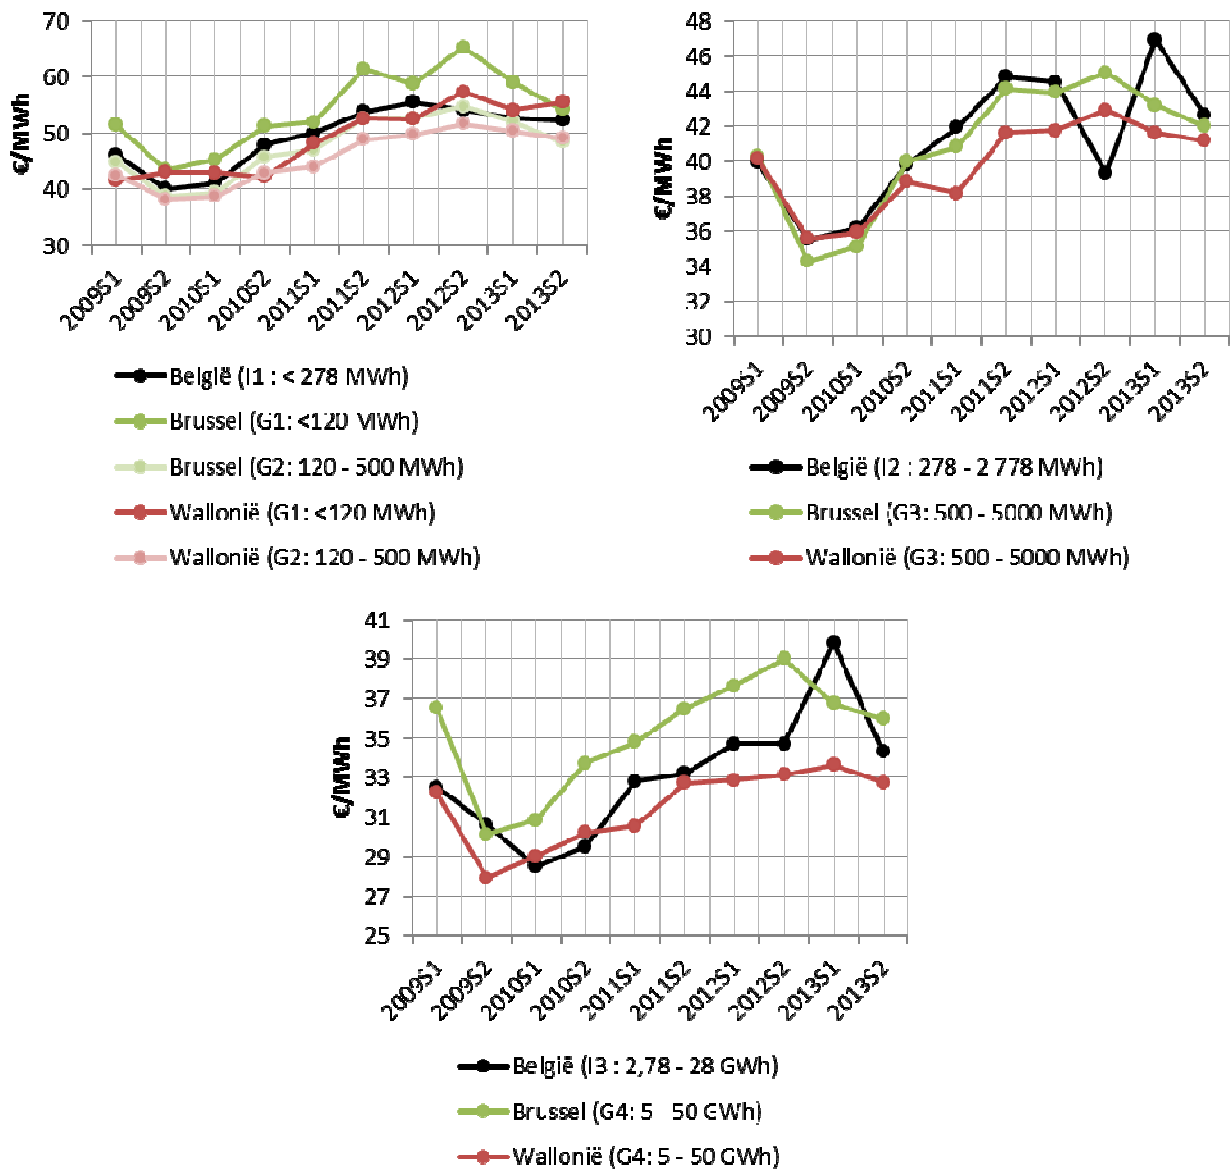 70
60
50
40
30
€/MWh
2009S1
2009S2
2010S1
2010S2
2011S1
2011S2
2012S1
2012S2
2013S1
2013S2
België (I1 : < 278 MWh)
Brussel (G1: <120 MWh)
Brussel (G2: 120 - 500 MWh)
Wallonië (G1: <120 MWh)
Wallonië (G2: 120 - 500 MWh)
48
46
44
42
40
38
36
34
32
30
€/MWh
2009S1
2009S2
2010S1
2010S2
2011S1
2011S2
2012S1
2012S2
2013S1
2013S2
België (I2 : 278 - 2 778 MWh)
Brussel (G3: 500 - 5000 MWh)
Wallonië (G3: 500 - 5000 MWh)
41
39
37
35
33
31
29
27
25
€/MWh
2009S1
2009S2
2010S1
2010S2
2011S1
2011S2
2012S1
2012S2
2013S1
2013S2
België (I3 : 2,78 - 28 GWh)
Brussel (G4: 5 50 GWh)
Wallonië (G4: 5 - 50 GWh)